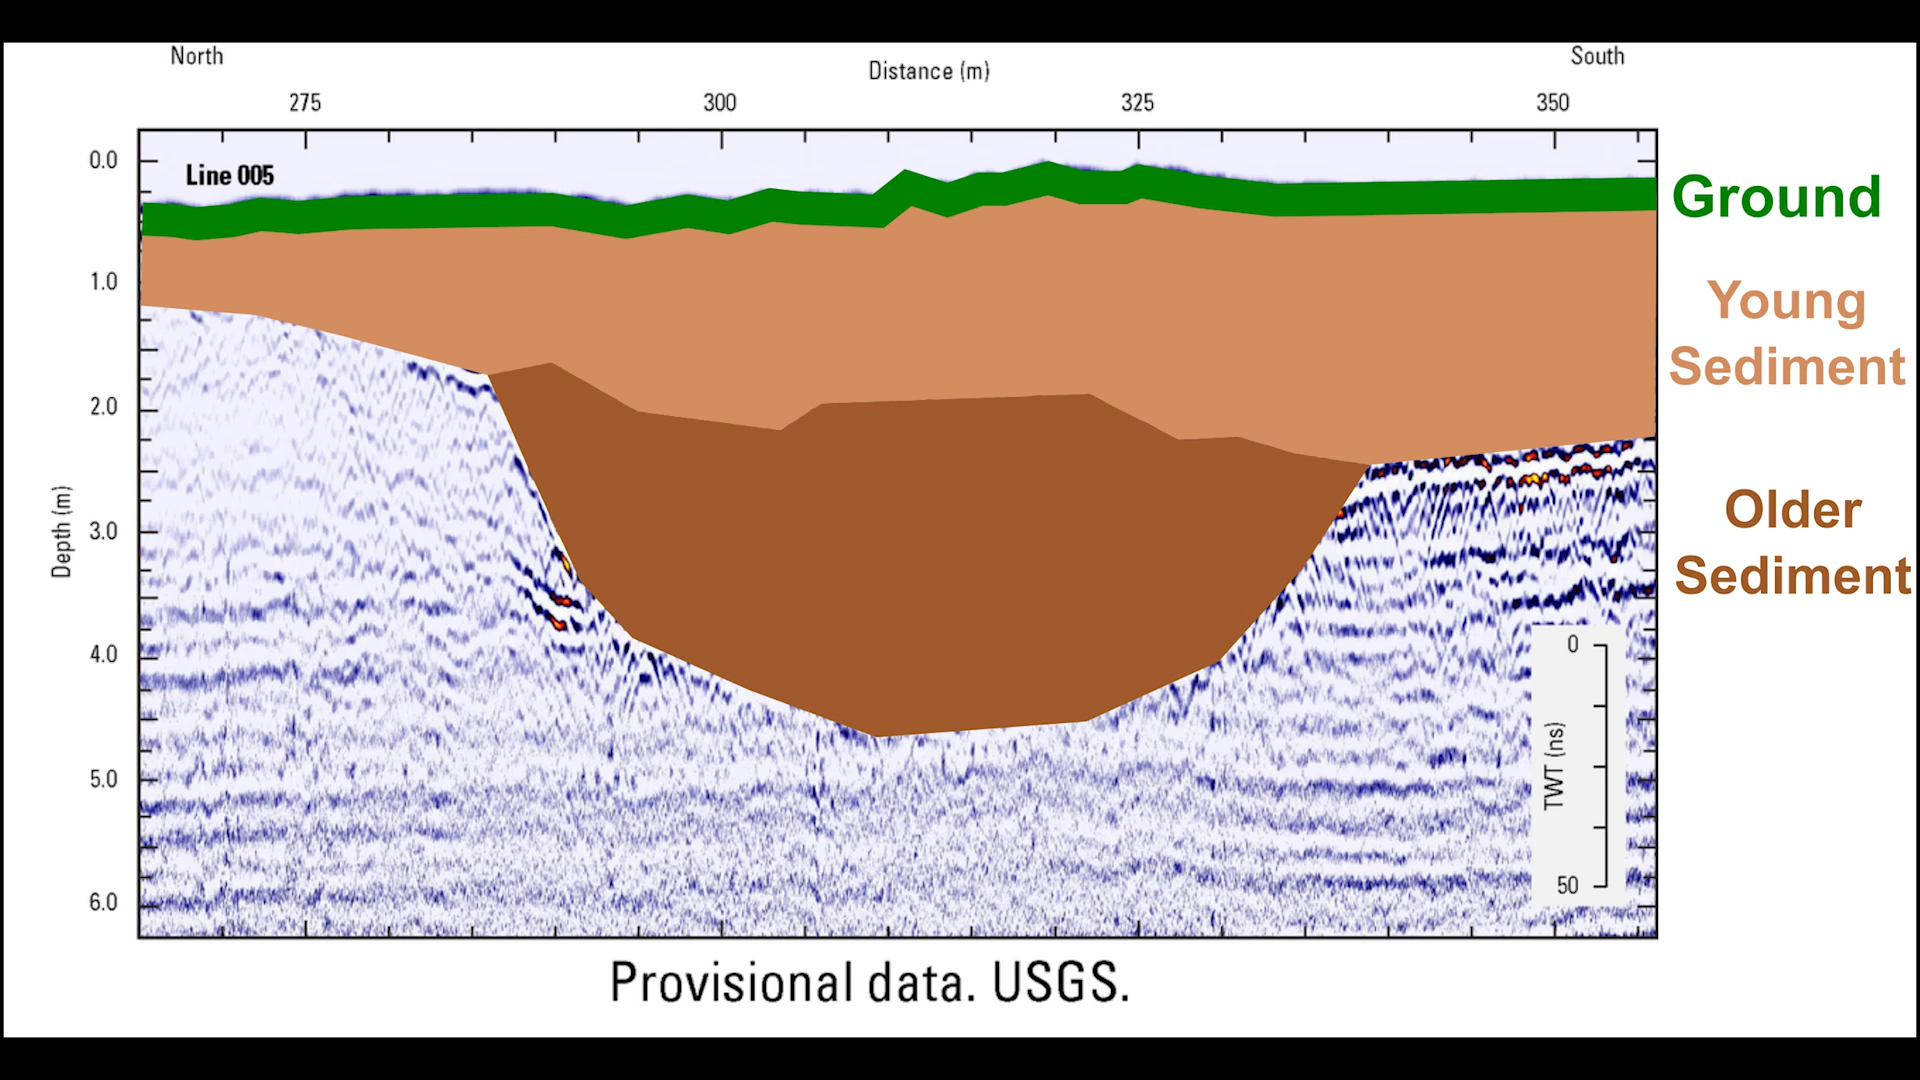 North
South
Distance (m)
275
300
325
350
Line 005
0.0
1.0
2.0
3.0
4.0
5.0
6.0
Depth (m)
Ground
Young
Sediment
Older
Sediment
0
TWT (ns)
50
Provisional data. USGS.